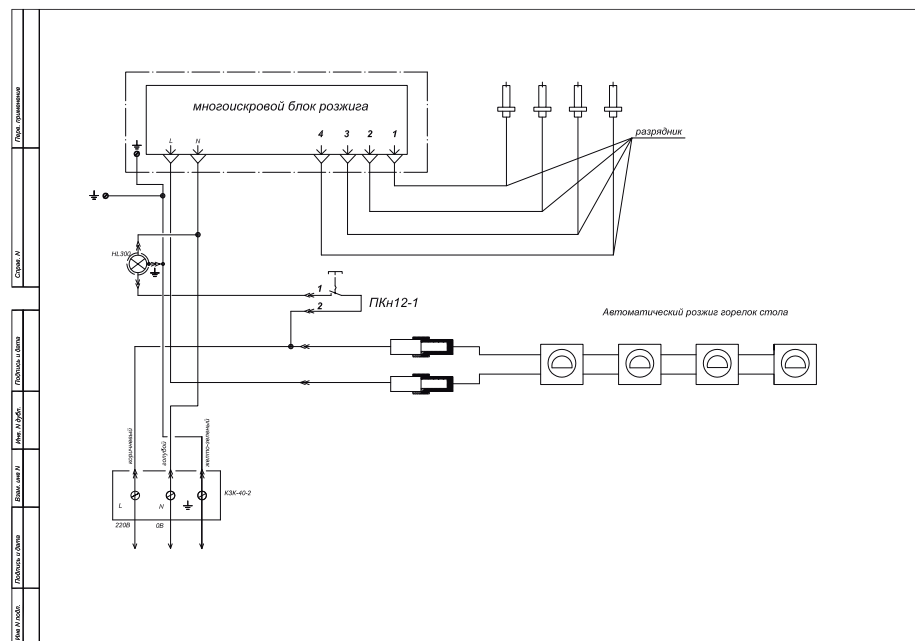 Перв. применение
Справ. N
Подпись и дата
Инв. N дубл.
Взам. инв N
Подпись и дата
Инв N подл.
многоискровой блок розжига
L
N
4
3
2
1
разрядник
HL300
1
2
ПКн12-1
Автоматический розжиг горелок стола
коричневый
голубой
желто-зеленый
L
N
КЗК-40-2
220В
0В